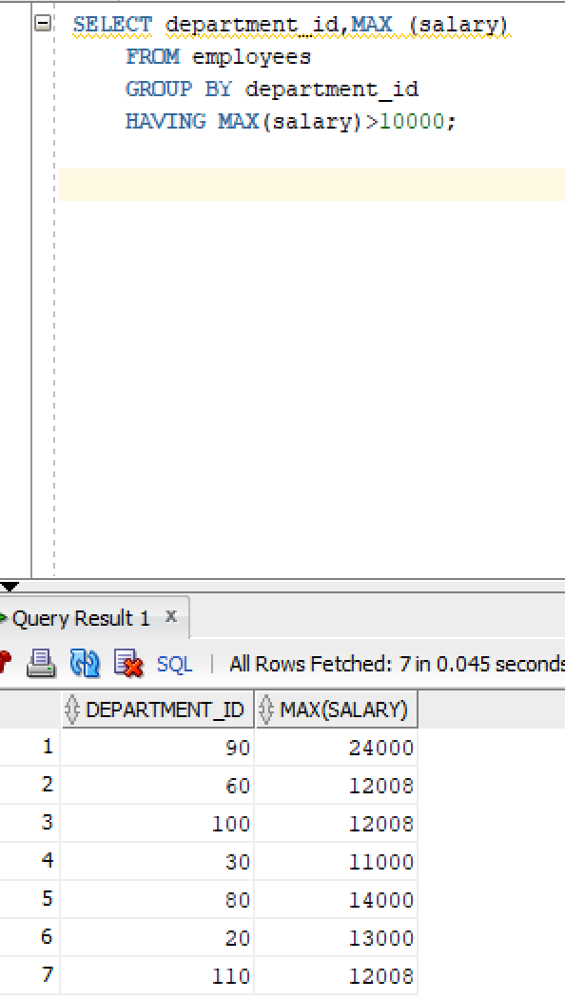 SELECT department_id,MAX (salary)
FROM employees
GROUP BY department_id
HAVING MAX(salary)>10000;
Query Result 1 x
SQL | All Rows Fetched: 7 in 0.045 seconds
DEPARTMENT_ID MAX(SALARY)
1 90 24000
2 60 12008
3 100 12008
4 30 11000
5 80 14000
6 20 13000
7 110 12008